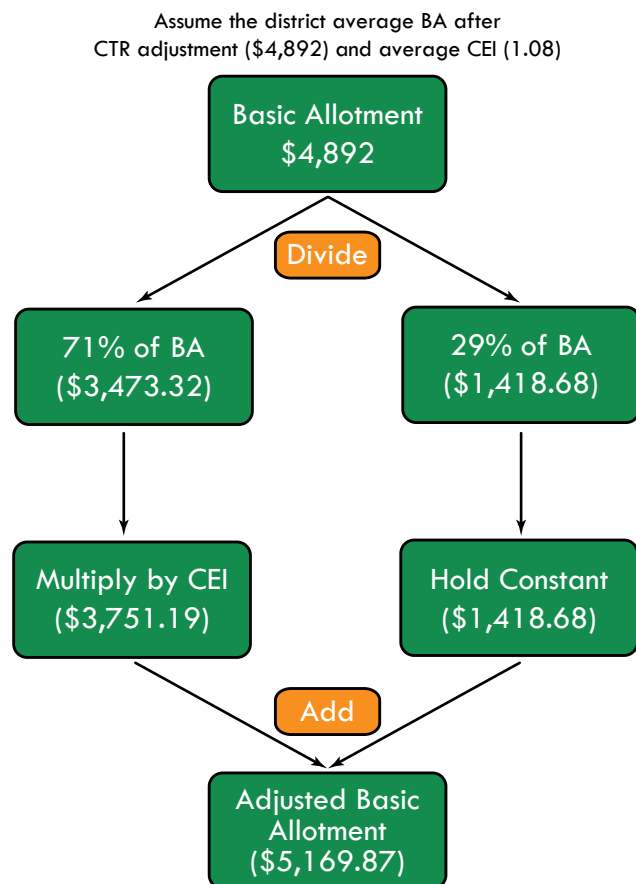 Assume the district average BA after
CTR adjustment ($4,892) and average CEI (1.08)
Basic Allotment
$4,892
Divide
71% of BA
($3,473.32)
29% of BA
($1,418.68)
Multiply by CEI
($3,751.19)
Hold Constant
($1,418.68)
Add
Adjusted Basic
Allotment
($5,169.87)